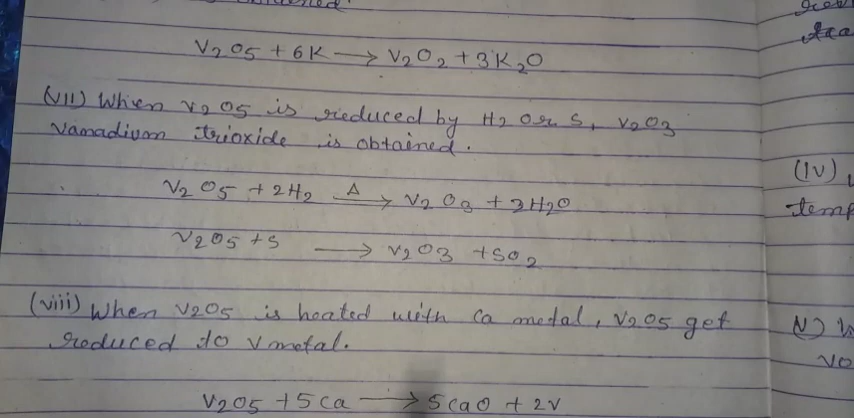 V2O5 + 6K → V2O2 + 3K2O
(VII) When V2O5 is reduced by H2 or S, V2O3
Vanadium trioxide is obtained.
V2O5 + 2H2 Δ→ V2O3 + 2H2O
V2O5 + S → V2O3 + SO2
(viii) When V2O5 is heated with Ca metal, V2O5 get
reduced to V metal.
V2O5 + 5Ca → 5CaO + 2V
(IV)
temp
V)
VO